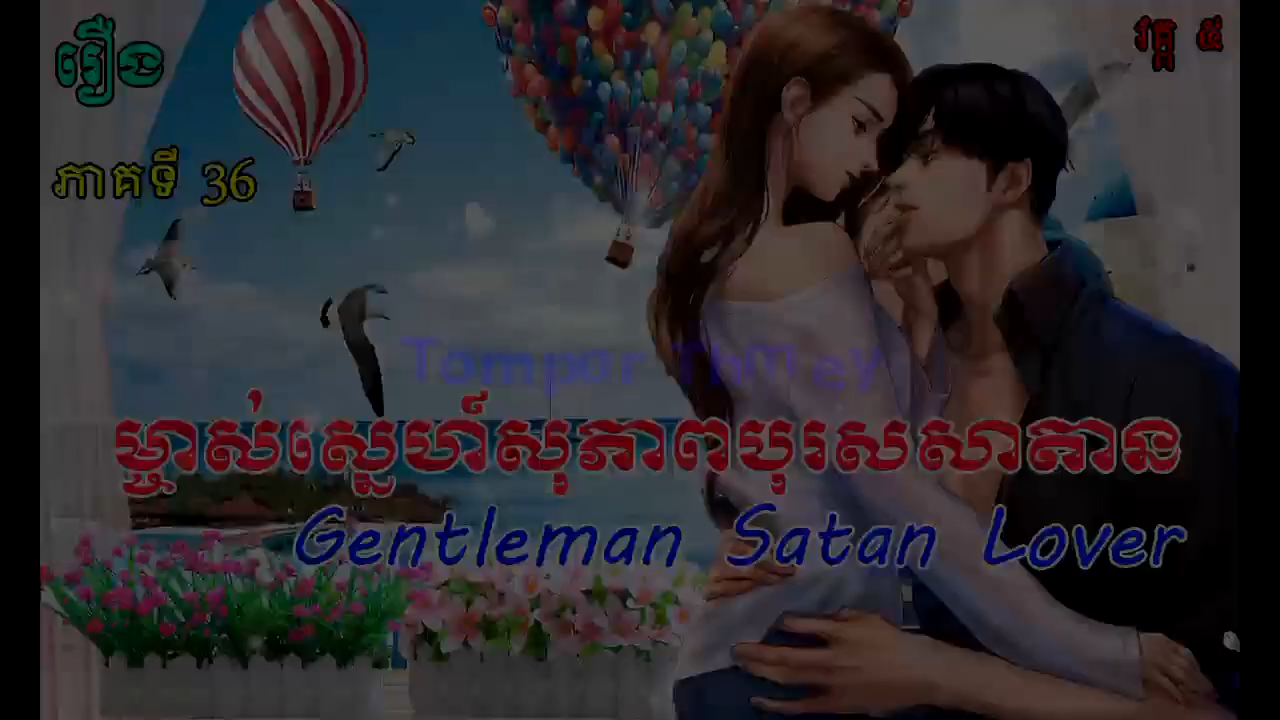 រឿង
វគ្គ ៥
ភាគទី 36
Tompor Thmey
ម្ចាស់ស្នេហ៍សុភាពបុរសសាតាន
Gentleman Satan Lover